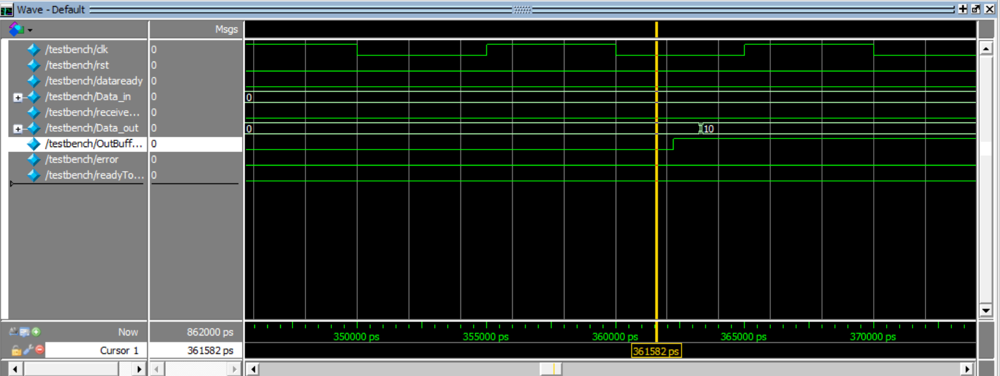 Wave - Default
Msgs
/testbench/clk 0
/testbench/rst 0
/testbench/dataready 0
/testbench/Data_in 0 0
/testbench/receive... 0
/testbench/Data_out 0 0 10
/testbench/OutBuff... 0
/testbench/error 0
/testbench/readyTo... 0
Now 862000 ps 350000 ps 355000 ps 360000 ps 365000 ps 370000 ps
Cursor 1 361582 ps 361582 ps